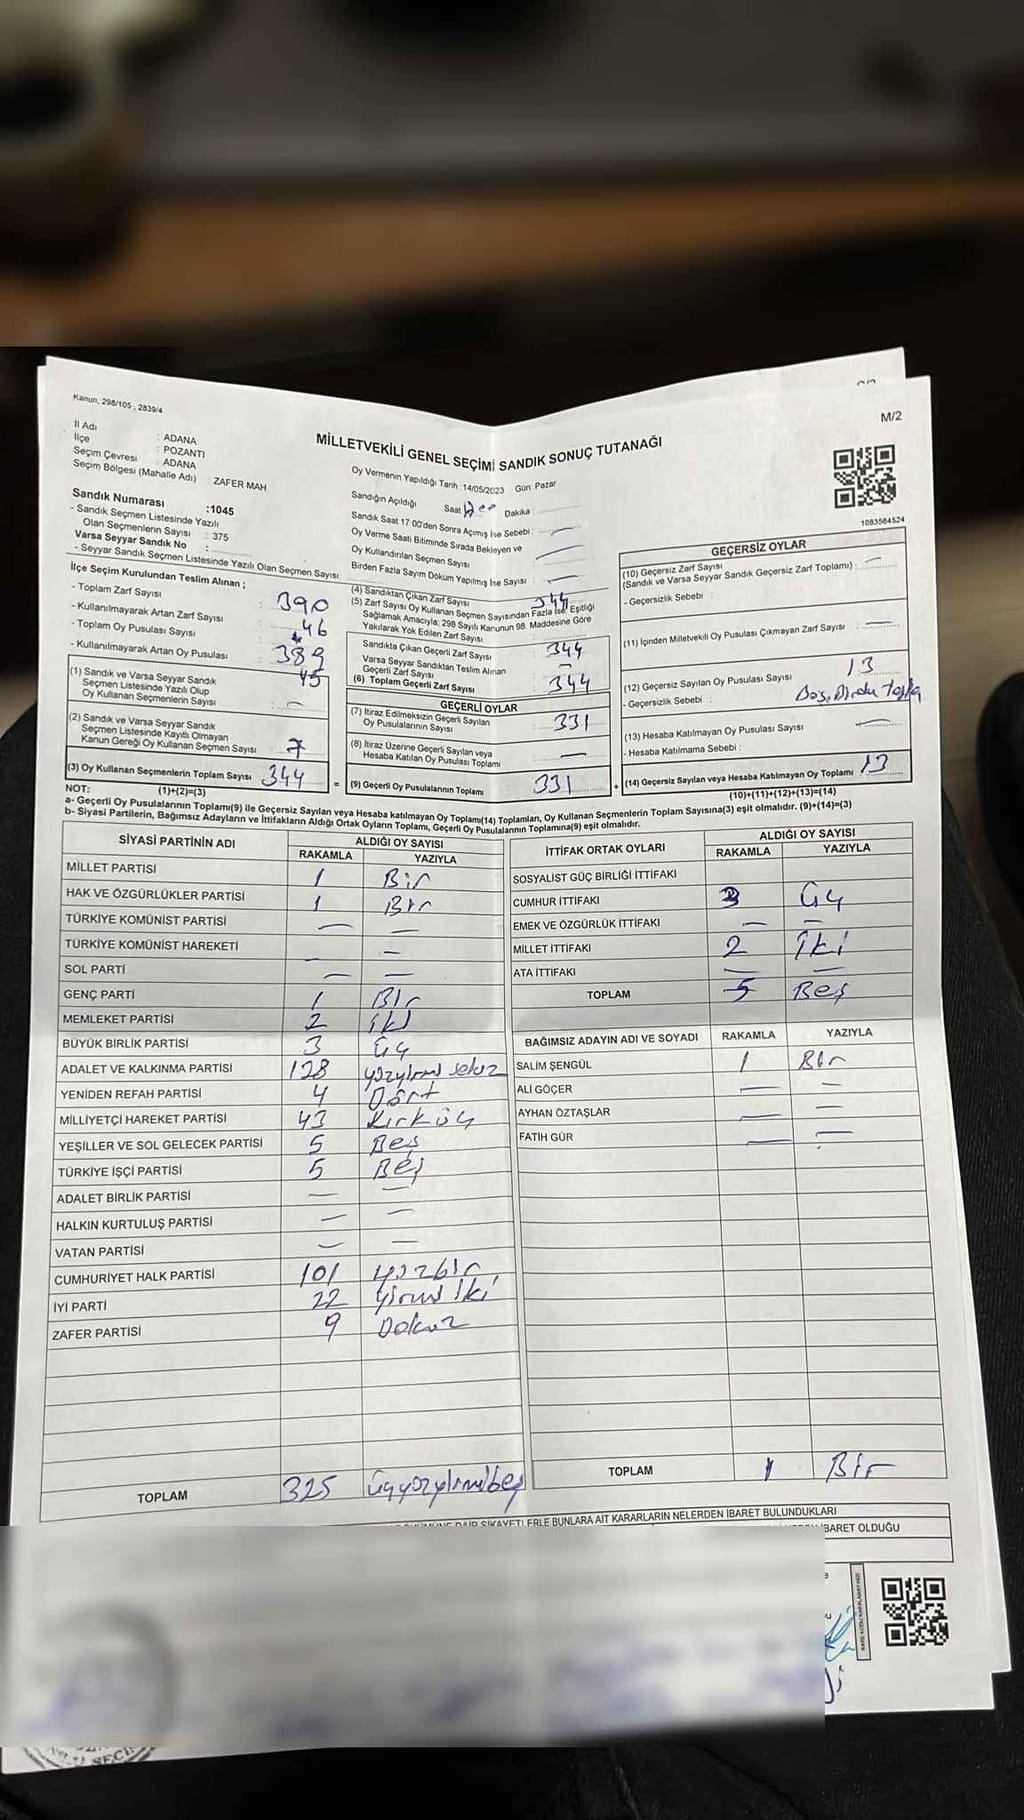 Kanun, 298/105 , 2839/4
M/2
İl Adı : ADANA
İlçe : POZANTI
Seçim Çevresi : ADANA
Seçim Bölgesi (Mahalle Adı) : ZAFER MAH
MİLLETVEKİLİ GENEL SEÇİMİ SANDIK SONUÇ TUTANAĞI
1083564524
Sandık Numarası :1045
- Sandık Seçmen Listesinde Yazılı
Olan Seçmenlerin Sayısı : 375
Varsa Seyyar Sandık No :
- Seyyar Sandık Seçmen Listesinde Yazılı Olan Seçmen Sayısı :
Oy Vermenin Yapıldığı Tarih :14/05/2023 Gün: Pazar
Sandığın Açıldığı Saat Dakika :
Sandık Saat 17 00'den Sonra Açımış İse Sebebi : —
Oy Verme Saati Bitiminde Sırada Bekleyen ve
Oy Kullandırılan Seçmen Sayısı : —
Birden Fazla Sayım Döküm Yapılmış İse Sayısı : —
İlçe Seçim Kurulundan Teslim Alınan ;
- Toplam Zarf Sayısı : 390
- Kullanılmayarak Artan Zarf Sayısı : 46
- Toplam Oy Pusulası Sayısı : 389
- Kullanılmayarak Artan Oy Pusulası : 45
(1) Sandık ve Varsa Seyyar Sandık
Seçmen Listesinde Yazılı Olup
Oy Kullanan Seçmenlerin Sayısı : —
(2) Sandık ve Varsa Seyyar Sandık
Seçmen Listesinde Kayıtlı Olmayan
Kanun Gereği Oy Kullanan Seçmen Sayısı : 7
(3) Oy Kullanan Seçmenlerin Toplam Sayısı 344
(1)+(2)=(3)
(4) Sandıktan Çıkan Zarf Sayısı : 344
(5) Zarf Sayısı Oy Kullanan Seçmen Sayısından Fazla İse, Eşitliği
Sağlamak Amacıyla, 298 Sayılı Kanunun 98. Maddesine Göre
Yakılarak Yok Edilen Zarf Sayısı :
Sandıkta Çıkan Geçerli Zarf Sayısı : 344
Varsa Seyyar Sandıktan Teslim Alınan
Geçerli Zarf Sayısı : —
(6) Toplam Geçerli Zarf Sayısı : 344
GEÇERLİ OYLAR
(7) İtiraz Edilmeksizin Geçerli Sayılan
Oy Pusulalarının Sayısı : 331
(8) İtiraz Üzerine Geçerli Sayılan veya
Hesaba Katılan Oy Pusulası Toplamı : —
= (9) Geçerli Oy Pusulalarının Toplamı 331
GEÇERSİZ OYLAR
(10) Geçersiz Zarf Sayısı
(Sandık ve Varsa Seyyar Sandık Geçersiz Zarf Toplamı) : —
- Geçersizlik Sebebi :
(11) İçinden Milletvekili Oy Pusulası Çıkmayan Zarf Sayısı : —
(12) Geçersiz Sayılan Oy Pusulası Sayısı : 13
- Geçersizlik Sebebi : Boş,
(13) Hesaba Katılmayan Oy Pusulası Sayısı : —
- Hesaba Katılmama Sebebi :
+ (14) Geçersiz Sayılan veya Hesaba Katılmayan Oy Toplamı 13
(10)+(11)+(12)+(13)=(14)
NOT:
a- Geçerli Oy Pusulalarının Toplamı(9) ile Geçersiz Sayılan veya Hesaba katılmayan Oy Toplamı(14) Toplamları, Oy Kullanan Seçmenlerin Toplam Sayısına(3) eşit olmalıdır. (9)+(14)=(3)
b- Siyasi Partilerin, Bağımsız Adayların ve İttifakların Aldığı Ortak Oyların Toplamı, Geçerli Oy Pusulalarının Toplamına(9) eşit olmalıdır.
SİYASİ PARTİNİN ADI ALDIĞI OY SAYISI
RAKAMLA YAZIYLA
MİLLET PARTİSİ 1 Bir
HAK VE ÖZGÜRLÜKLER PARTİSİ 1 Bir
TÜRKİYE KOMÜNİST PARTİSİ — —
TÜRKİYE KOMÜNİST HAREKETİ — —
SOL PARTİ — —
GENÇ PARTİ 1 Bir
MEMLEKET PARTİSİ 2 iki
BÜYÜK BİRLİK PARTİSİ 3 üç
ADALET VE KALKINMA PARTİSİ 128
YENİDEN REFAH PARTİSİ 4 Dört
MİLLİYETÇİ HAREKET PARTİSİ 43 Kırküç
YEŞİLLER VE SOL GELECEK PARTİSİ 5 Beş
TÜRKİYE İŞÇİ PARTİSİ 5 Beş
ADALET BİRLİK PARTİSİ — —
HALKIN KURTULUŞ PARTİSİ — —
VATAN PARTİSİ — —
CUMHURİYET HALK PARTİSİ 101 yüzbir
İYİ PARTİ 22 yirmi iki
ZAFER PARTİSİ 9 Dokuz
TOPLAM 325 üçyüzyirmibeş
İTTİFAK ORTAK OYLARI ALDIĞI OY SAYISI
RAKAMLA YAZIYLA
SOSYALİST GÜÇ BİRLİĞİ İTTİFAKI
CUMHUR İTTİFAKI 3 üç
EMEK VE ÖZGÜRLÜK İTTİFAKI — —
MİLLET İTTİFAKI 2 iki
ATA İTTİFAKI — —
TOPLAM 5 Beş
BAĞIMSIZ ADAYIN ADI VE SOYADI RAKAMLA YAZIYLA
SALİM ŞENGÜL 1 Bir
ALİ GÖÇER — —
AYHAN ÖZTAŞLAR — —
FATİH GÜR — —
TOPLAM 1 Bir
DAİR ŞİKAYETLERLE BUNLARA AİT KARARLARIN NELERDEN İBARET BULUNDUKLARI
İBARET OLDUĞU